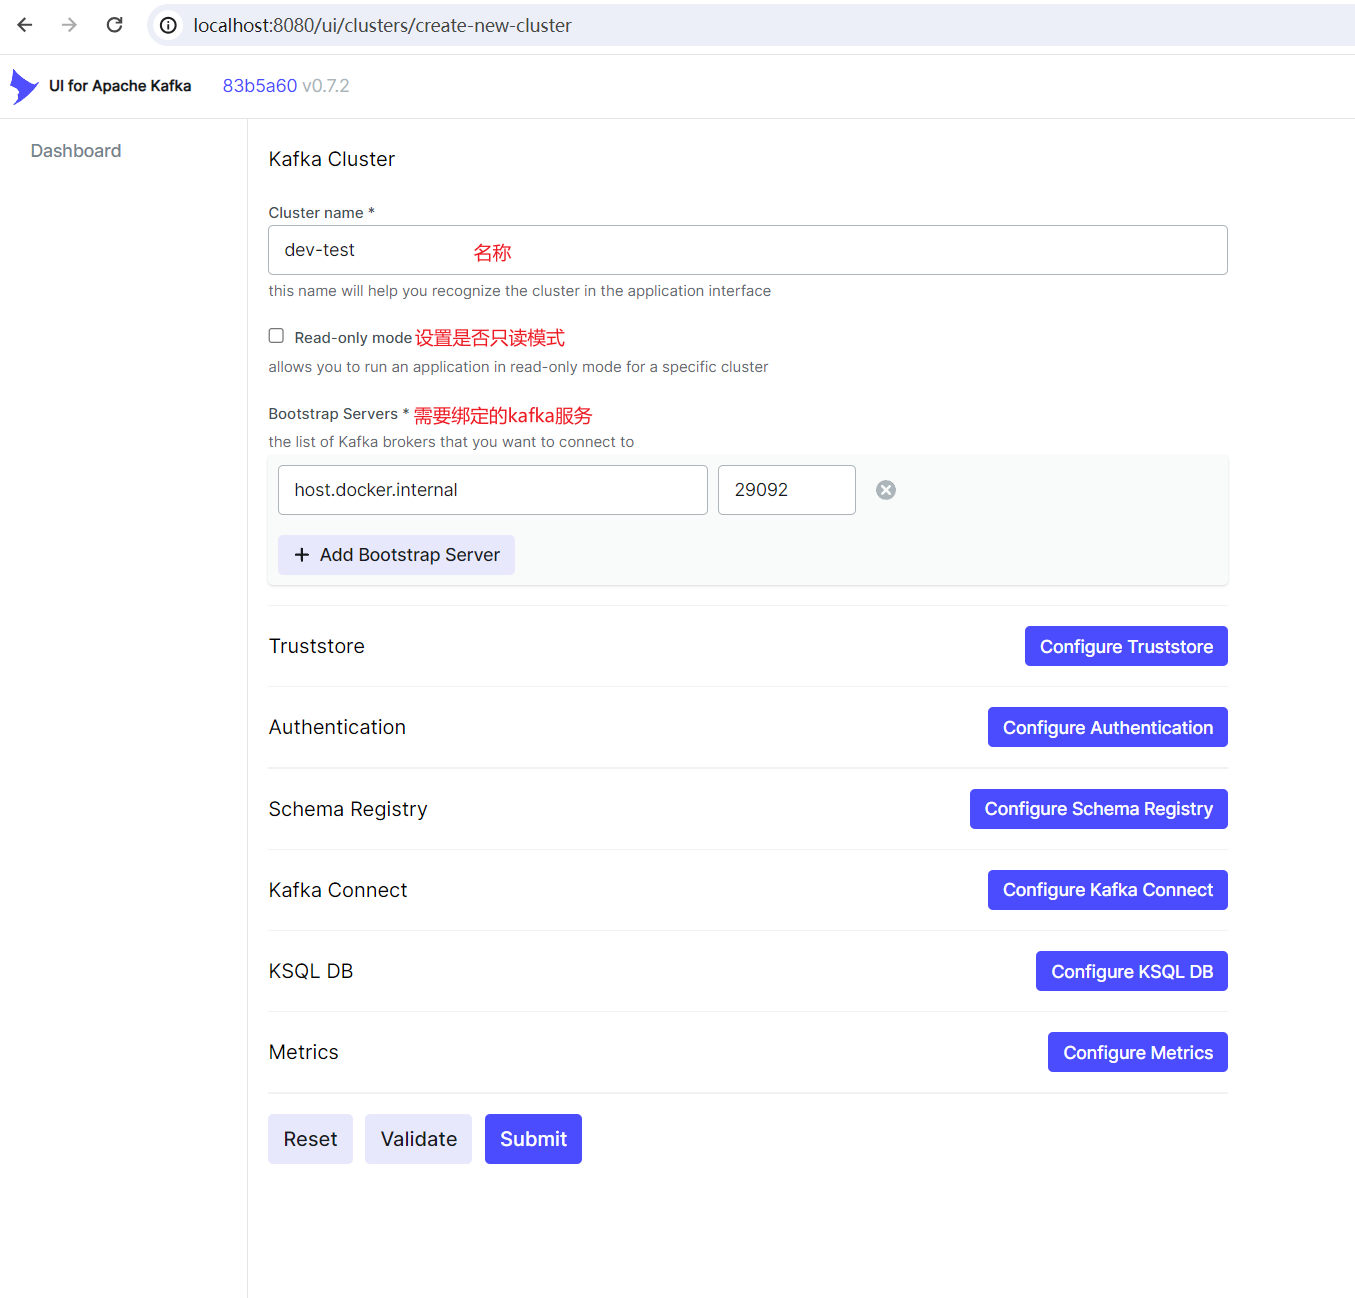 localhost:8080/ui/clusters/create-new-cluster
UI for Apache Kafka 83b5a60 v0.7.2
Dashboard
Kafka Cluster
Cluster name *
dev-test 名称
this name will help you recognize the cluster in the application interface
Read-only mode 设置是否只读模式
allows you to run an application in read-only mode for a specific cluster
Bootstrap Servers * 需要绑定的kafka服务
the list of Kafka brokers that you want to connect to
host.docker.internal 29092
Add Bootstrap Server
Truststore Configure Truststore
Authentication Configure Authentication
Schema Registry Configure Schema Registry
Kafka Connect Configure Kafka Connect
KSQL DB Configure KSQL DB
Metrics Configure Metrics
Reset Validate Submit